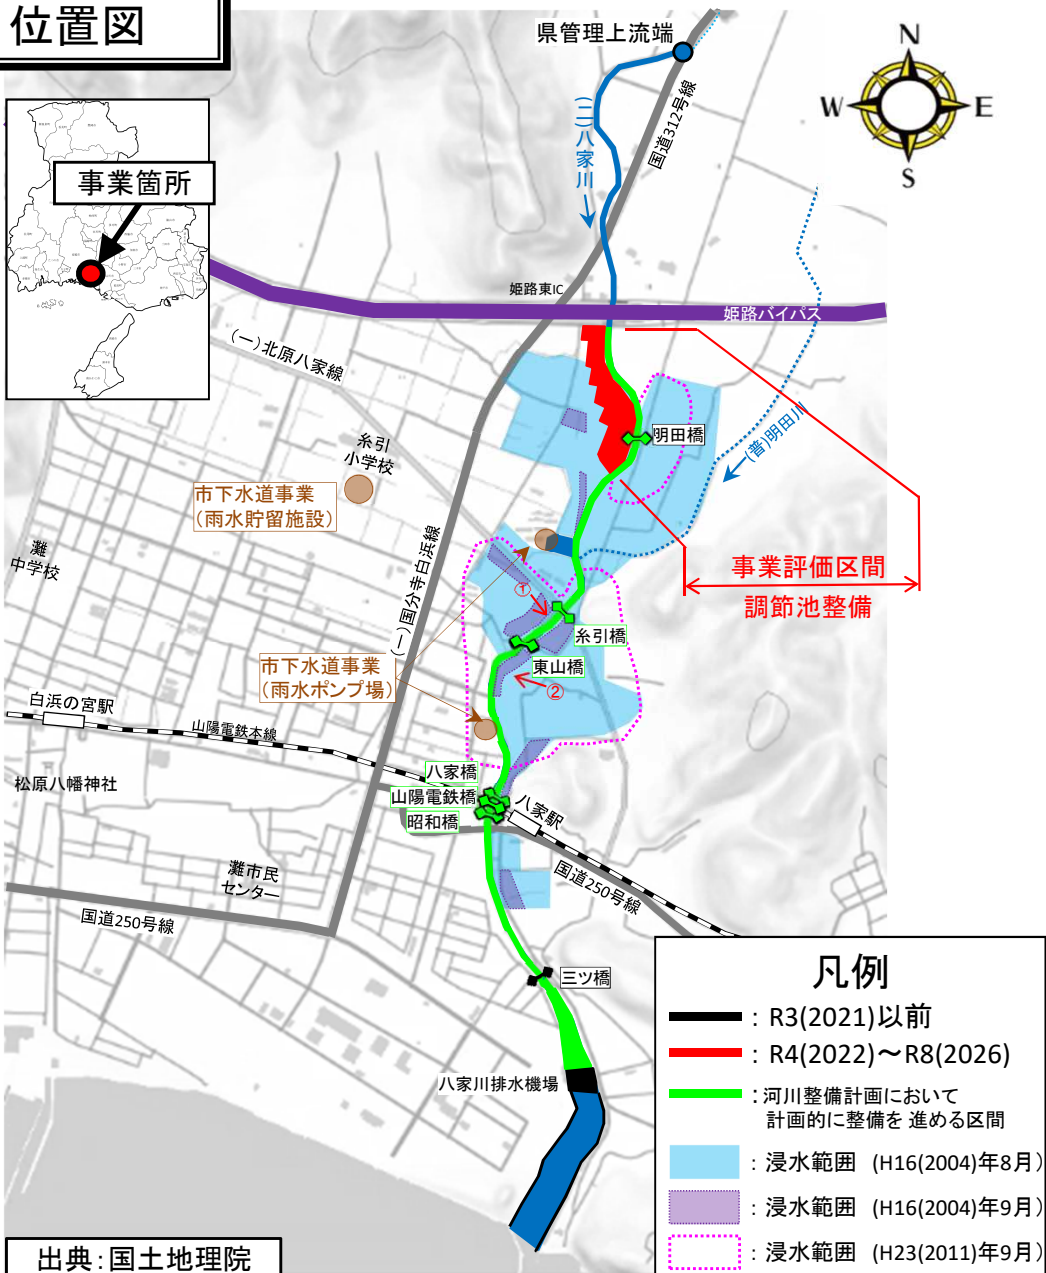 位置図
県管理上流端
N
W
E
S
国道312号線
(二)八家川
事業箇所
姫路東IC
姫路バイパス
(一)北原八家線
糸引
小学校
明田橋
(普)明田川
市下水道事業
(雨水貯留施設)
灘
中学校
(一)国分寺白浜線
事業評価区間
調節池整備
①
糸引橋
東山橋
②
市下水道事業
(雨水ポンプ場)
白浜の宮駅
山陽電鉄本線
八家橋
松原八幡神社
山陽電鉄橋
八家駅
昭和橋
灘市民
センター
国道250号線
国道250号線
三ツ橋
八家川排水機場
凡例
: R3(2021)以前
: R4(2022)～R8(2026)
:河川整備計画において
計画的に整備を 進める区間
: 浸水範囲 (H16(2004)年8月)
: 浸水範囲 (H16(2004)年9月)
: 浸水範囲 (H23(2011)年9月)
出典:国土地理院